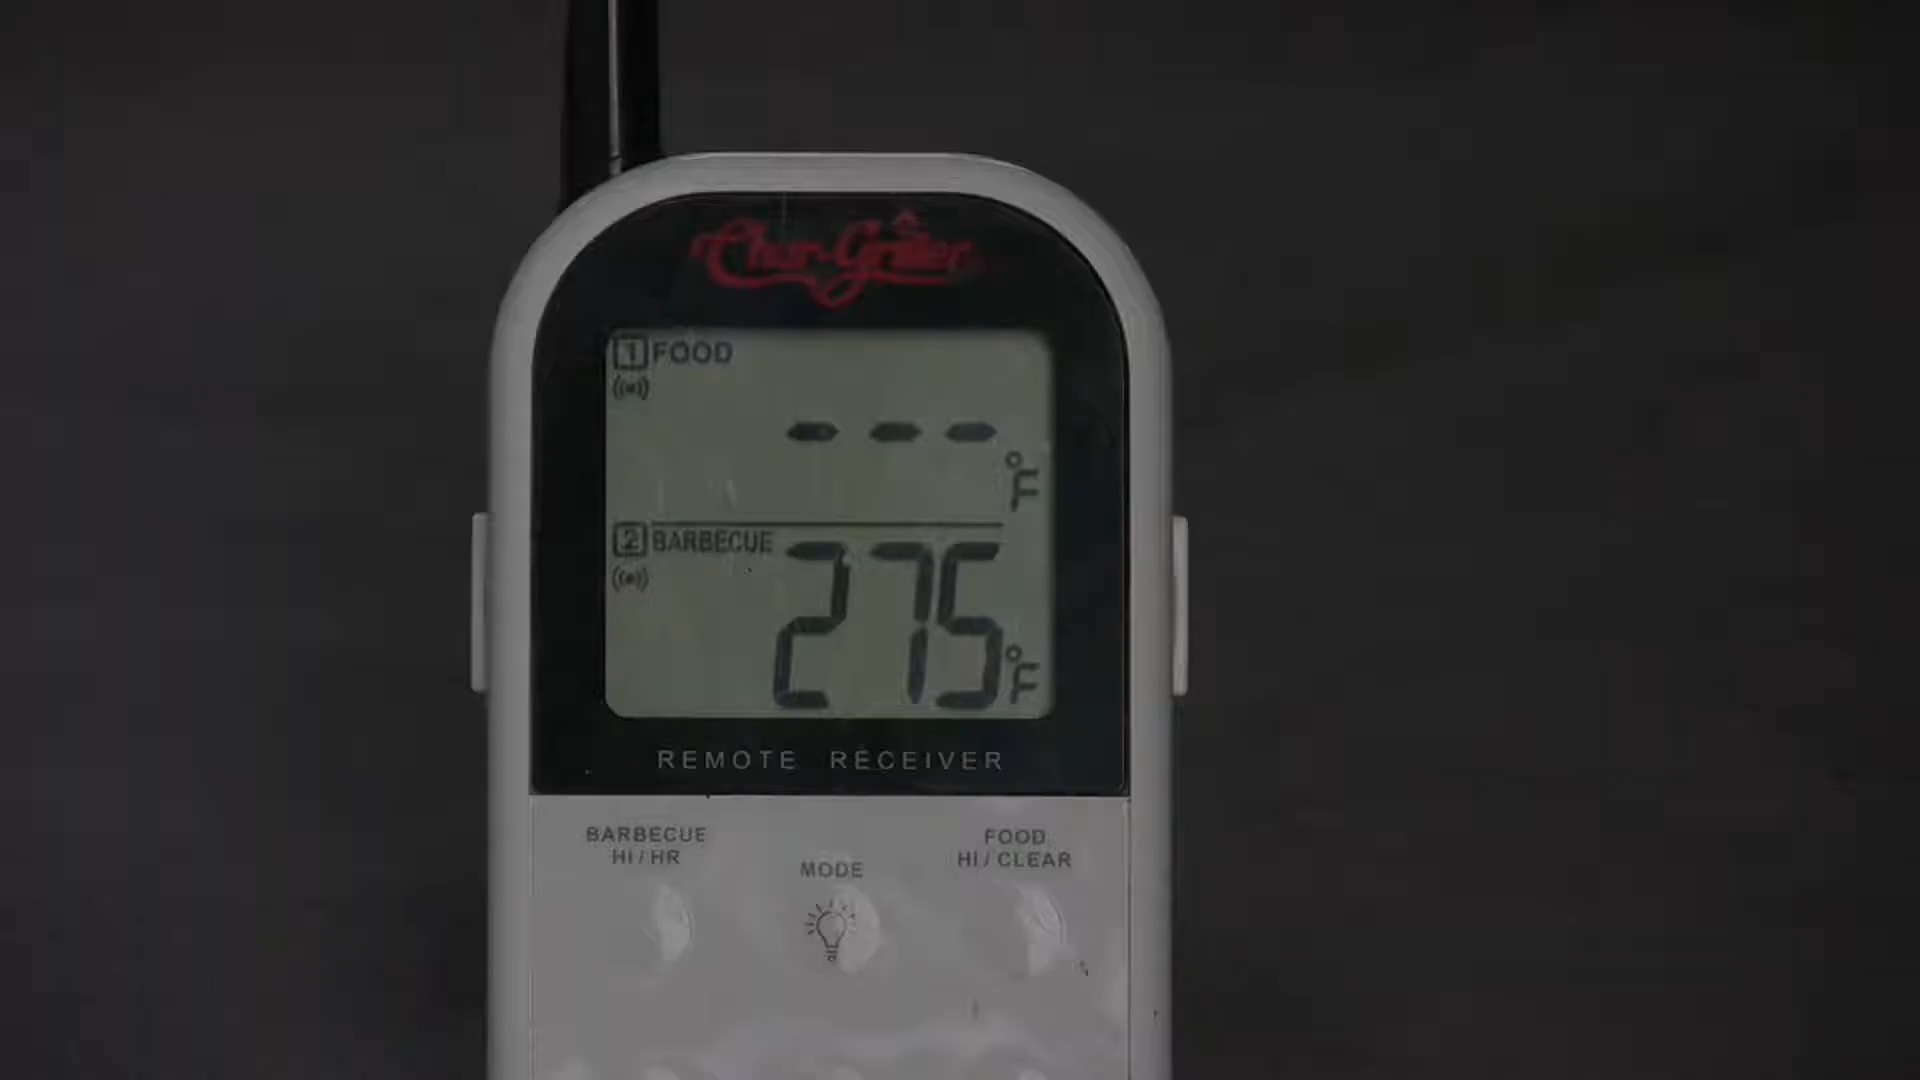 Char-Griller
1 FOOD
- - -
°F
2 BARBECUE
275 °F
REMOTE RECEIVER
BARBECUE
HI / HR
MODE
FOOD
HI / CLEAR